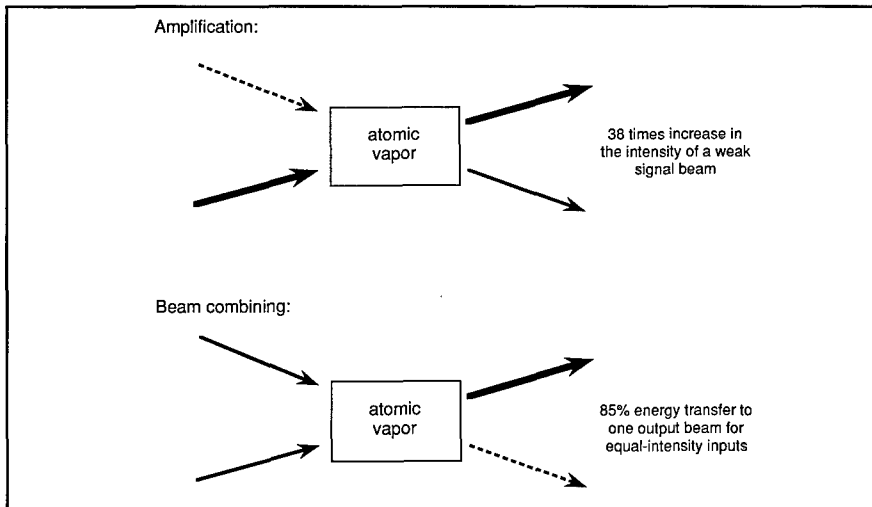 Amplification:
atomic
vapor
38 times increase in
the intensity of a weak
signal beam
Beam combining:
atomic
vapor
85% energy transfer to
one output beam for
equal-intensity inputs